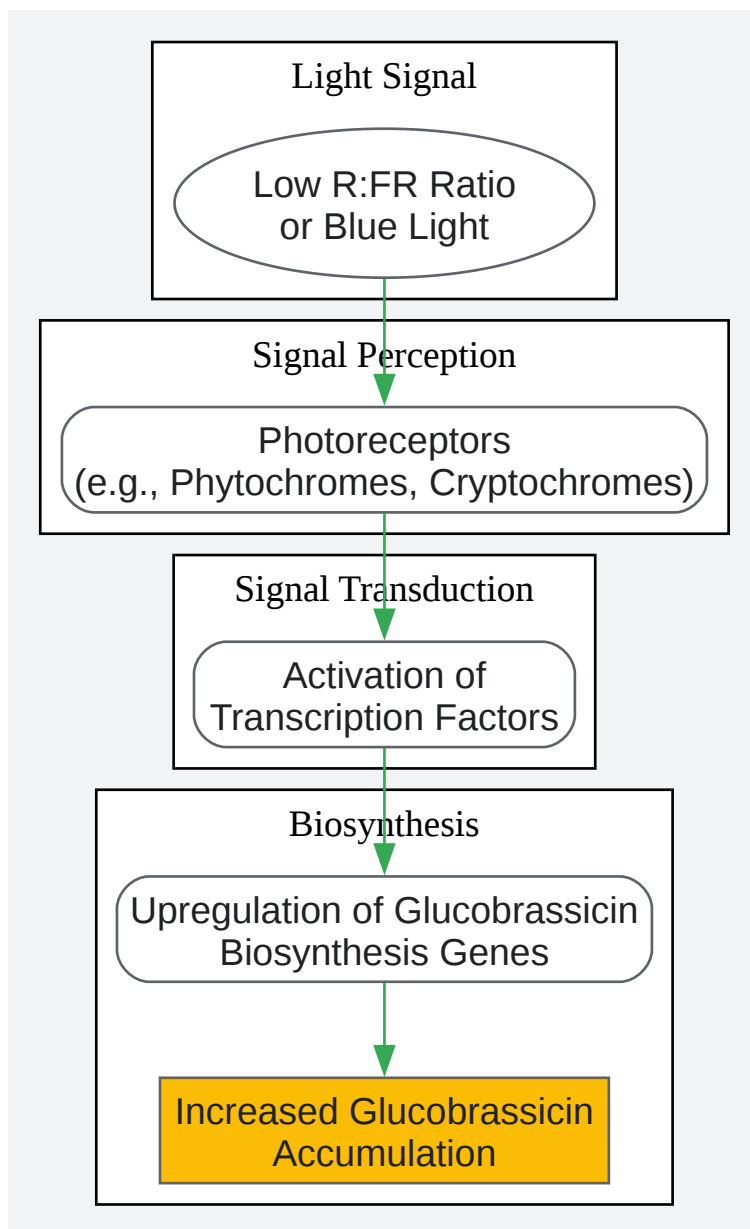 Light Signal
Low R:FR Ratio
or Blue Light
Signal Perception
Photoreceptors
(e.g., Phytochromes, Cryptochromes)
Signal Transduction
Activation of
Transcription Factors
Biosynthesis
Upregulation of Glucobrassicin
Biosynthesis Genes
Increased Glucobrassicin
Accumulation